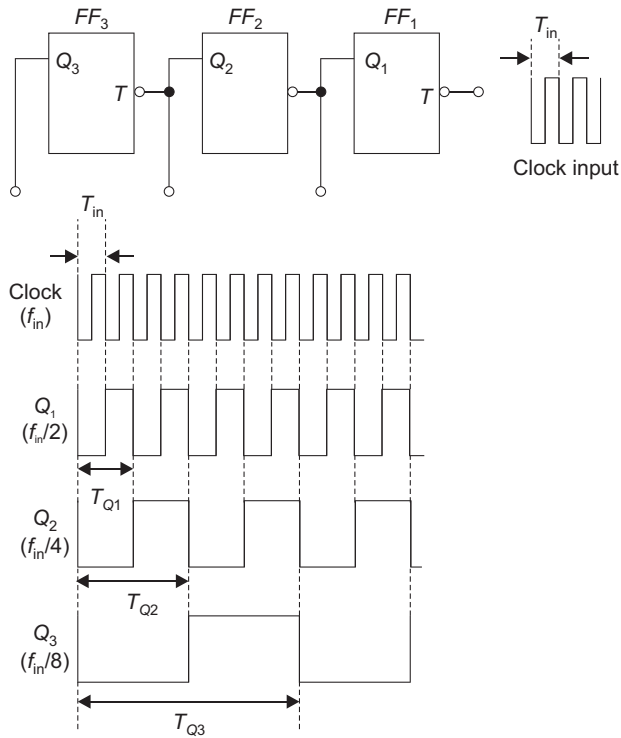 FF3 FF2 FF1
Tin
Q3 Q2 Q1
T T
Clock input
Tin
Clock
(fin)
Q1
(fin/2)
TQ1
Q2
(fin/4)
TQ2
Q3
(fin/8)
TQ3